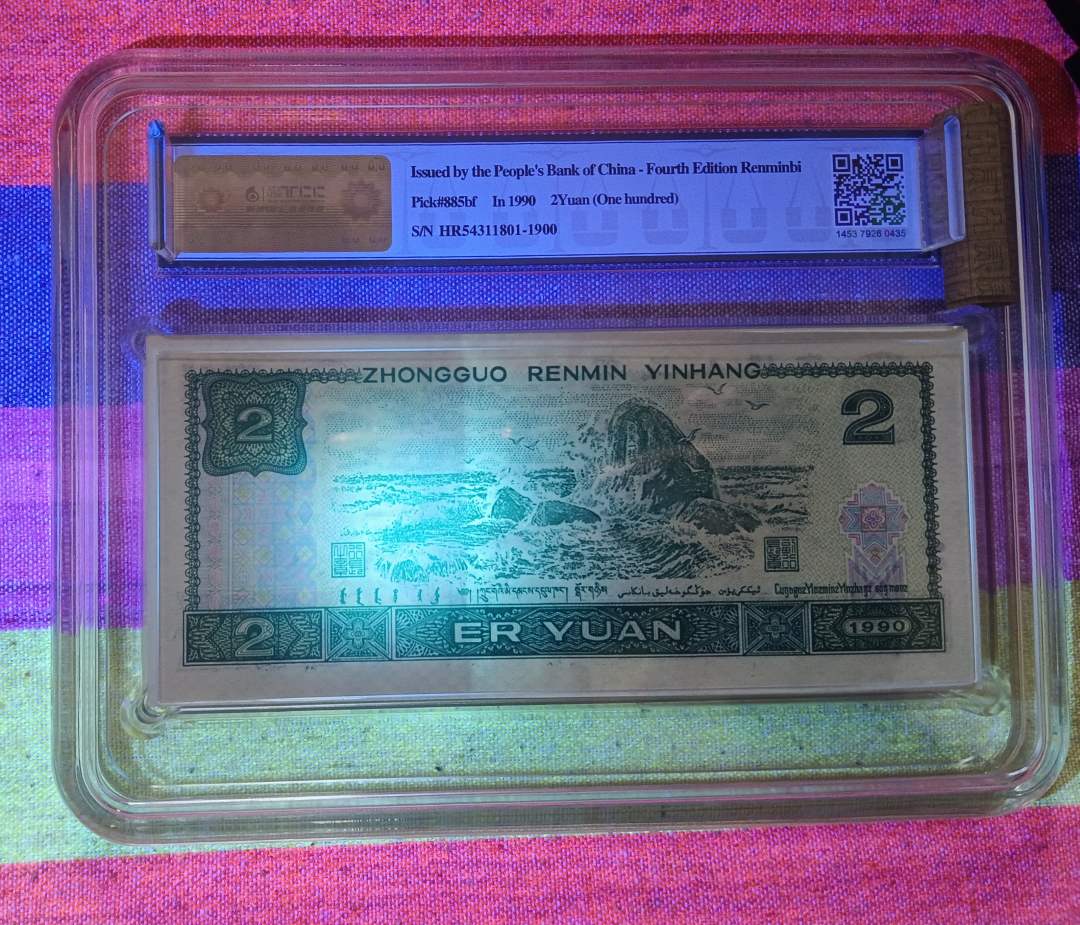 Issued by the People's Bank of China - Fourth Edition Renminbi
Pick#885bf In 1990 2Yuan (One hundred)
S/N HR54311801-1900
1453 7926 0435
ZHONGGUO RENMIN YINHANG
2
2
2 ER YUAN 1990